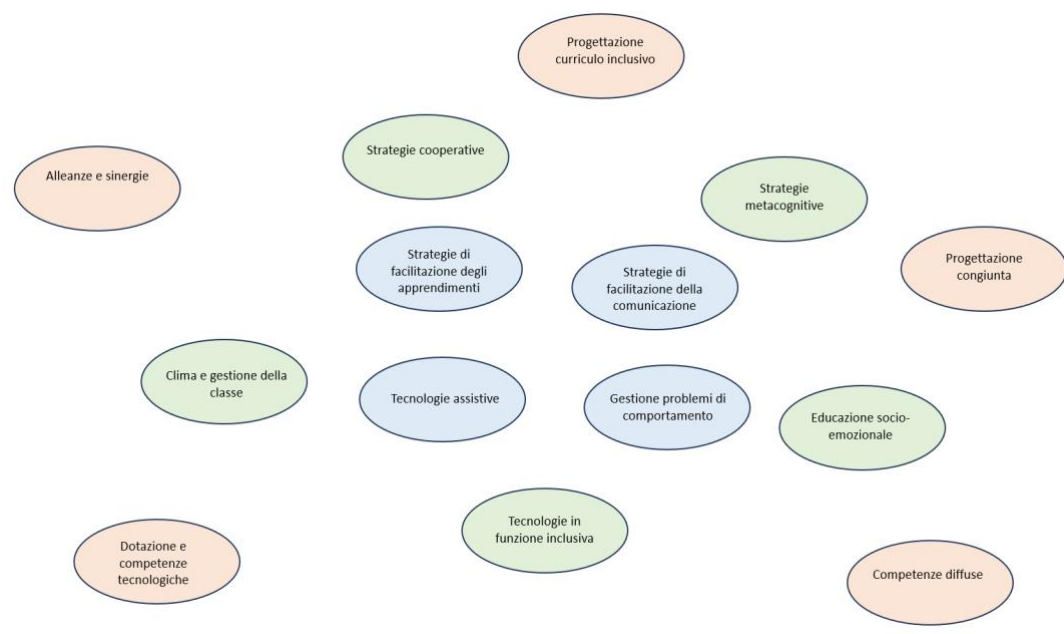 Progettazione
curriculo inclusivo
Strategie cooperative
Alleanze e sinergie
Strategie
metacognitive
Strategie di
facilitazione degli
apprendimenti
Strategie di
facilitazione della
comunicazione
Progettazione
congiunta
Clima e gestione della
classe
Tecnologie assistive
Gestione problemi di
comportamento
Educazione socio-
emozionale
Tecnologie in
funzione inclusiva
Dotazione e
competenze
tecnologiche
Competenze diffuse